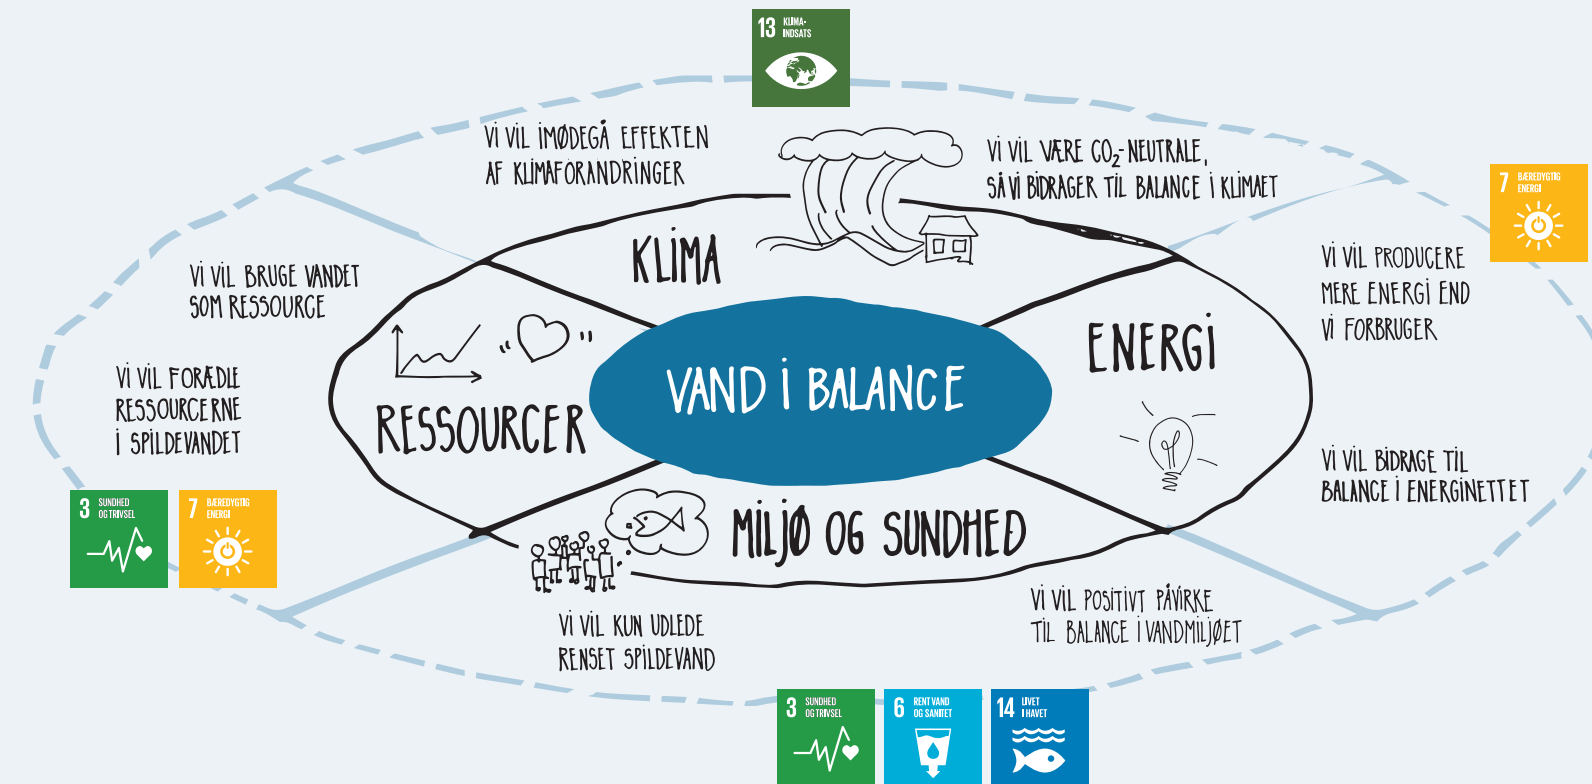 13 KLIMA-
INDSATS
VI VIL IMØDEGÅ EFFEKTEN
AF KLIMAFORANDRINGER
VI VIL VÆRE CO₂-NEUTRALE,
SÅ VI BIDRAGER TIL BALANCE I KLIMAET
7 BÆREDYGTIG
ENERGI
KLIMA
VI VIL BRUGE VANDET
SOM RESSOURCE
VI VIL PRODUCERE
MERE ENERGI END
VI FORBRUGER
ENERGI
VAND I BALANCE
VI VIL FORÆDLE
RESSOURCERNE
I SPILDEVANDET
RESSOURCER
VI VIL BIDRAGE TIL
BALANCE I ENERGINETTET
3 SUNDHED
OG TRIVSEL
7 BÆREDYGTIG
ENERGI
MILJØ OG SUNDHED
VI VIL KUN UDLEDE
RENSET SPILDEVAND
VI VIL POSITIVT PÅVIRKE
TIL BALANCE I VANDMILJØET
3 SUNDHED
OG TRIVSEL
6 RENT VAND
OG SANITET
14 LIVET
I HAVET